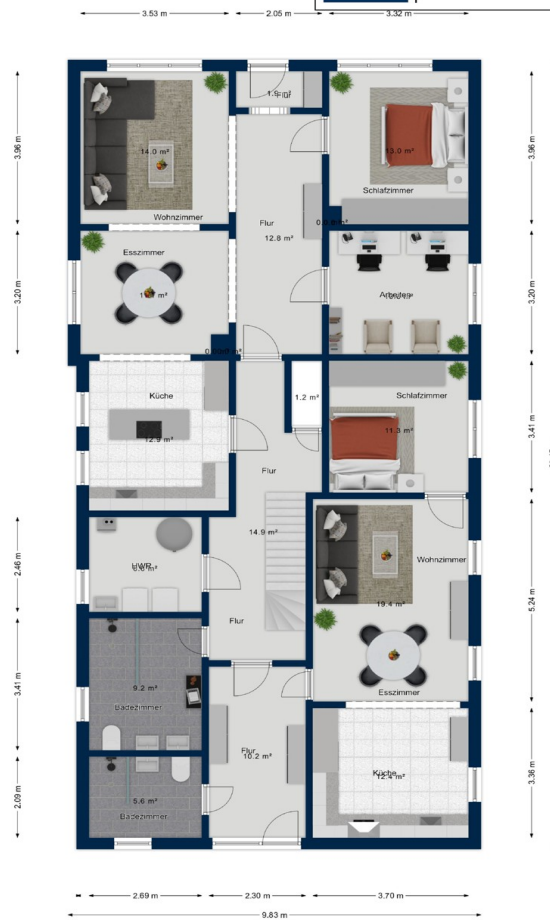 3.53 m
2.05 m
3.32 m
Flur
14.0 m²
13.0 m²
3.96 m
3.96 m
Schlafzimmer
Wohnzimmer
Flur
12.8 m²
Esszimmer
3.20 m
3.20 m
Arbeiten
Küche
12.9 m²
1.2 m²
Schlafzimmer
11.3 m²
3.41 m
Flur
14.9 m²
2.46 m
HWR
Wohnzimmer
19.4 m²
5.24 m
Flur
3.41 m
9.2 m²
Badezimmer
Esszimmer
Flur
10.2 m²
Küche
12.4 m²
3.36 m
2.09 m
5.6 m²
Badezimmer
2.69 m
2.30 m
3.70 m
9.83 m